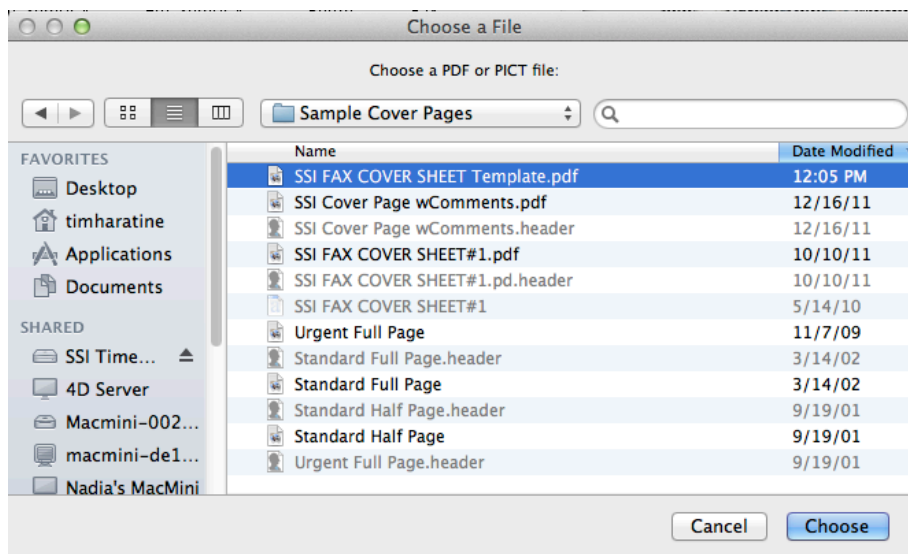 Choose a File
Choose a PDF or PICT file:
Sample Cover Pages
FAVORITES
Desktop
timharatine
Applications
Documents
SHARED
SSI Time...
4D Server
Macmini-002...
macmini-de1...
Nadia's MacMini
Name Date Modified
SSI FAX COVER SHEET Template.pdf 12:05 PM
SSI Cover Page wComments.pdf 12/16/11
SSI Cover Page wComments.header 12/16/11
SSI FAX COVER SHEET#1.pdf 10/10/11
SSI FAX COVER SHEET#1.pd.header 10/10/11
SSI FAX COVER SHEET#1 5/14/10
Urgent Full Page 11/7/09
Standard Full Page.header 3/14/02
Standard Full Page 3/14/02
Standard Half Page.header 9/19/01
Standard Half Page 9/19/01
Urgent Full Page.header 9/19/01
Cancel Choose